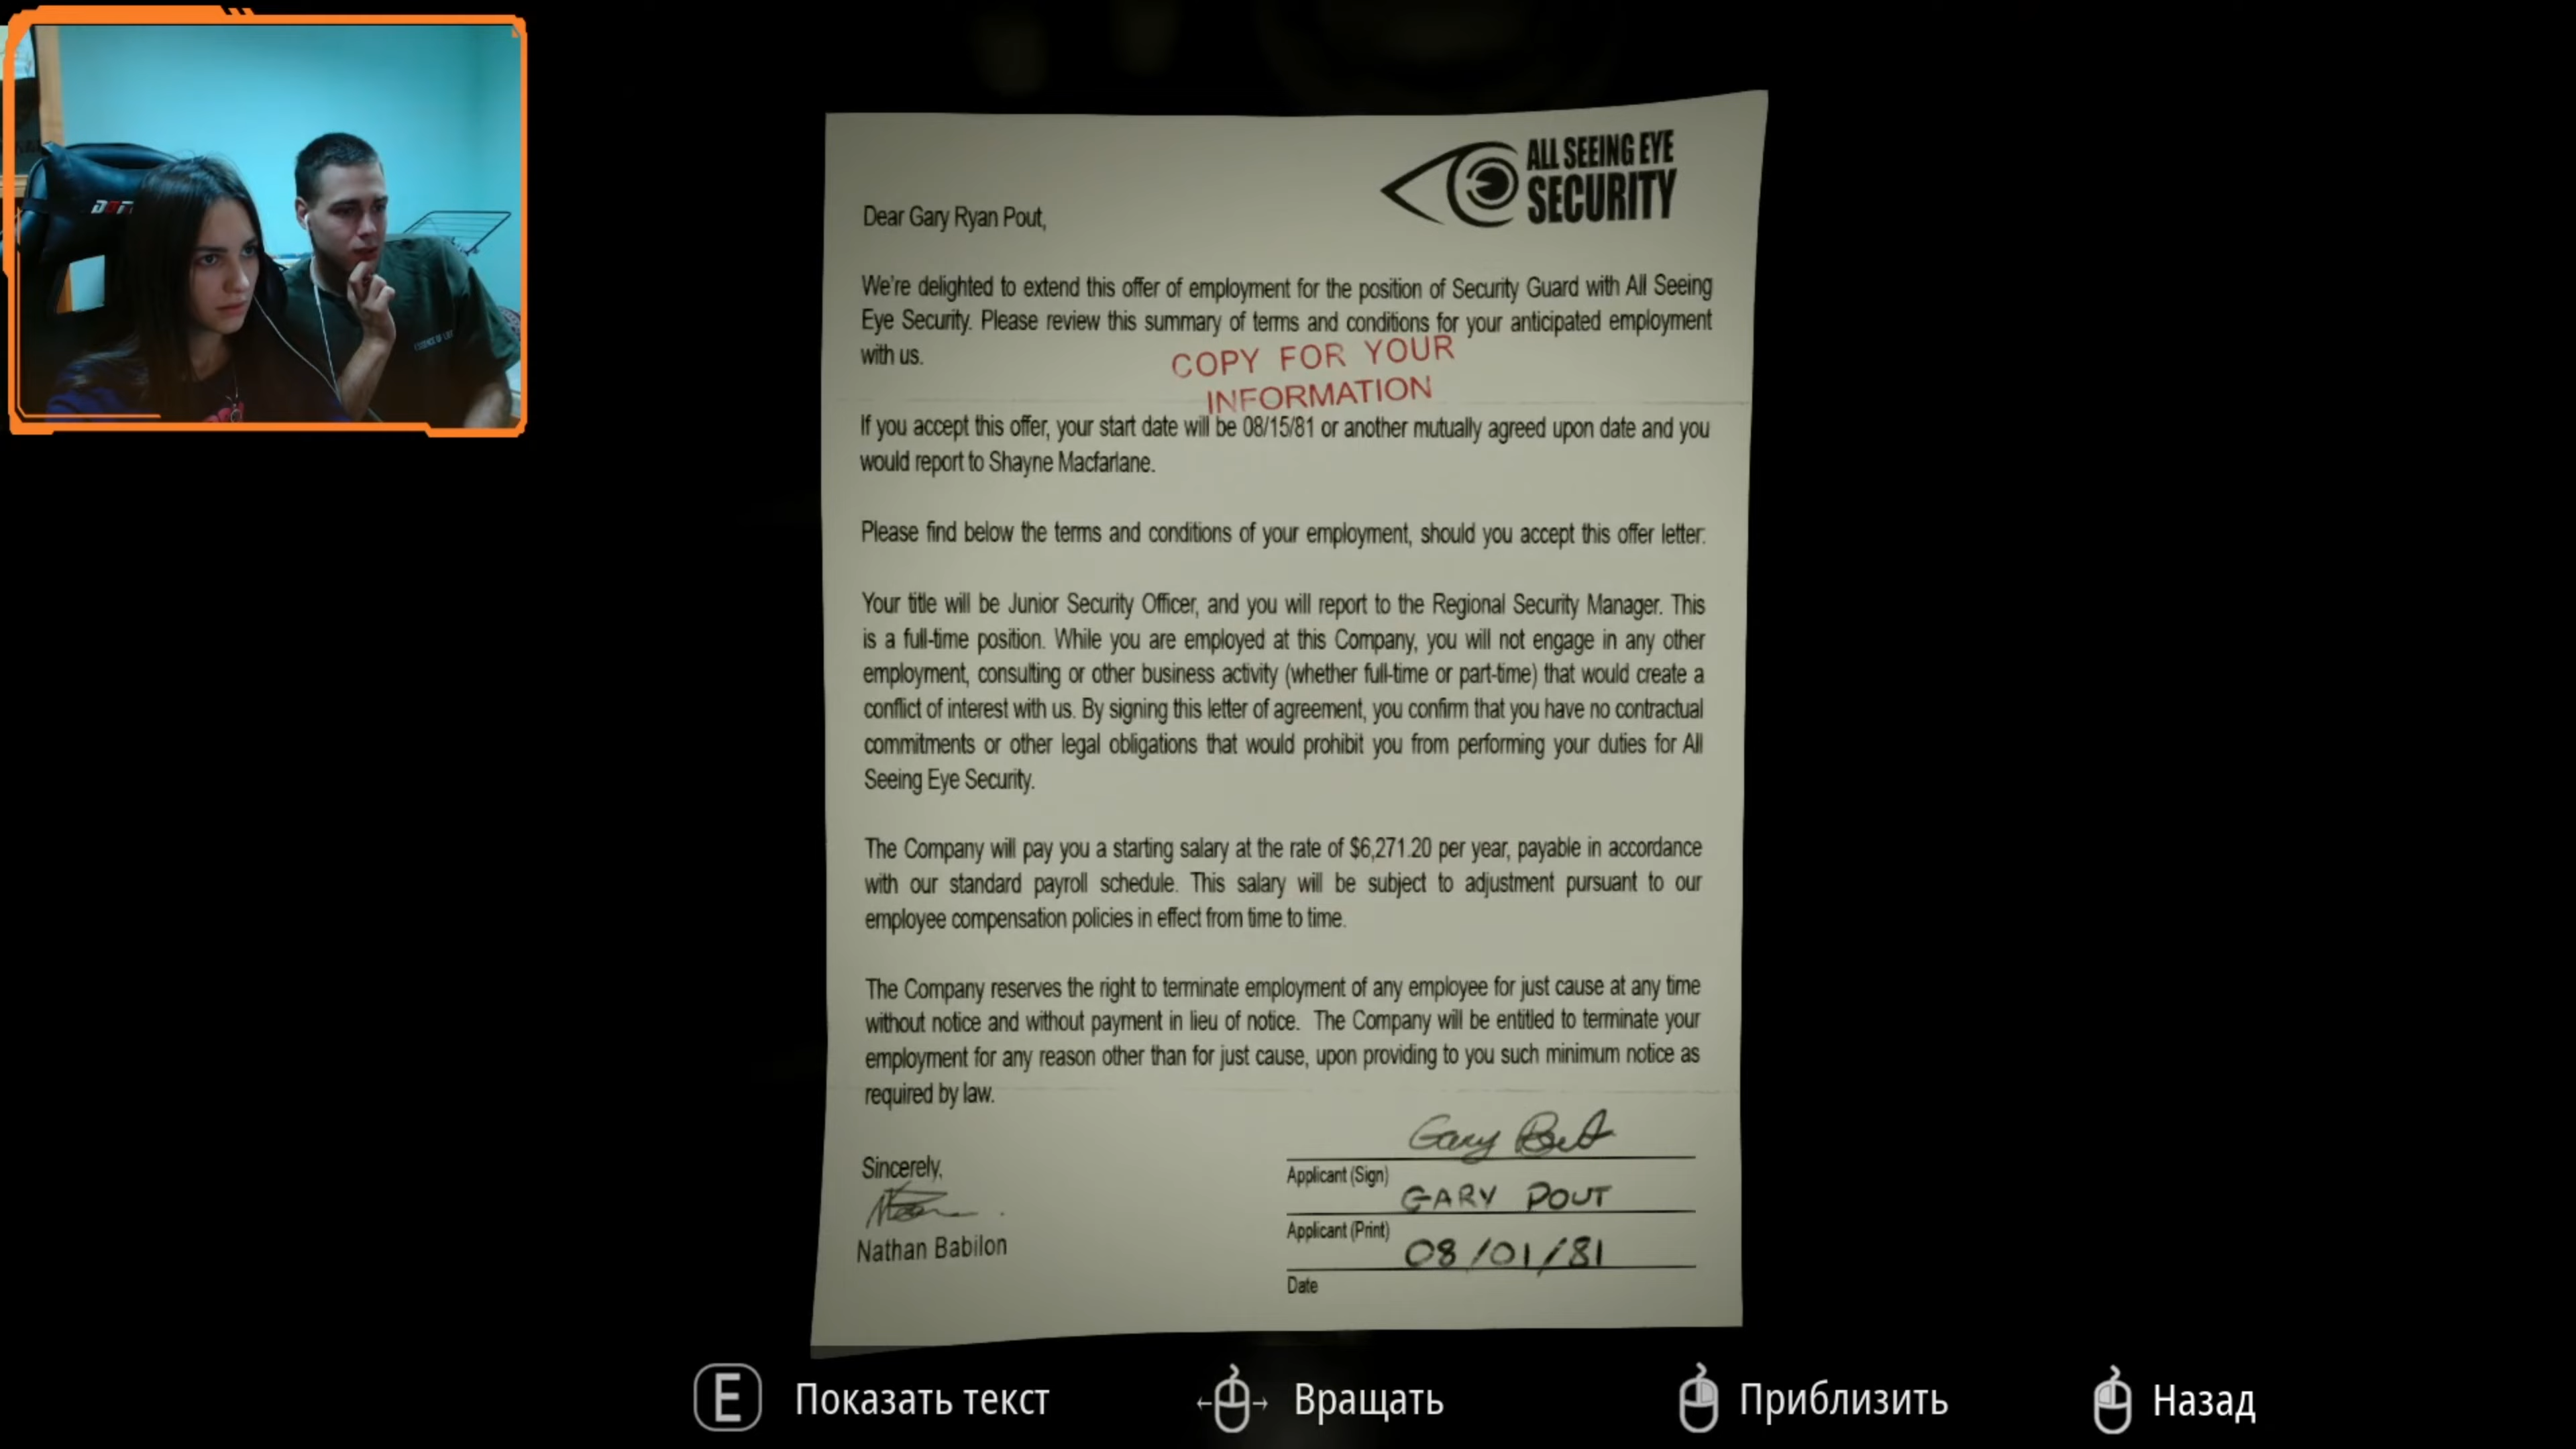 ALL SEEING EYE
SECURITY
Dear Gary Ryan Pout,
We're delighted to extend this offer of employment for the position of Security Guard with All Seeing
Eye Security. Please review this summary of terms and conditions for your anticipated employment
with us.
COPY FOR YOUR
INFORMATION
If you accept this offer, your start date will be 08/15/81 or another mutually agreed upon date and you
would report to Shayne Macfarlane.
Please find below the terms and conditions of your employment, should you accept this offer letter:
Your title will be Junior Security Officer, and you will report to the Regional Security Manager. This
is a full-time position. While you are employed at this Company, you will not engage in any other
employment, consulting or other business activity (whether full-time or part-time) that would create a
conflict of interest with us. By signing this letter of agreement, you confirm that you have no contractual
commitments or other legal obligations that would prohibit you from performing your duties for All
Seeing Eye Security.
The Company will pay you a starting salary at the rate of $6,271.20 per year, payable in accordance
with our standard payroll schedule. This salary will be subject to adjustment pursuant to our
employee compensation policies in effect from time to time.
The Company reserves the right to terminate employment of any employee for just cause at any time
without notice and without payment in lieu of notice. The Company will be entitled to terminate your
employment for any reason other than for just cause, upon providing to you such minimum notice as
required by law.
Sincerely,
Nathan Babilon
Gary
Applicant (Sign)
GARY POUT
Applicant (Print)
08/01/81
Date
E Показать текст
Вращать
Приблизить
Назад